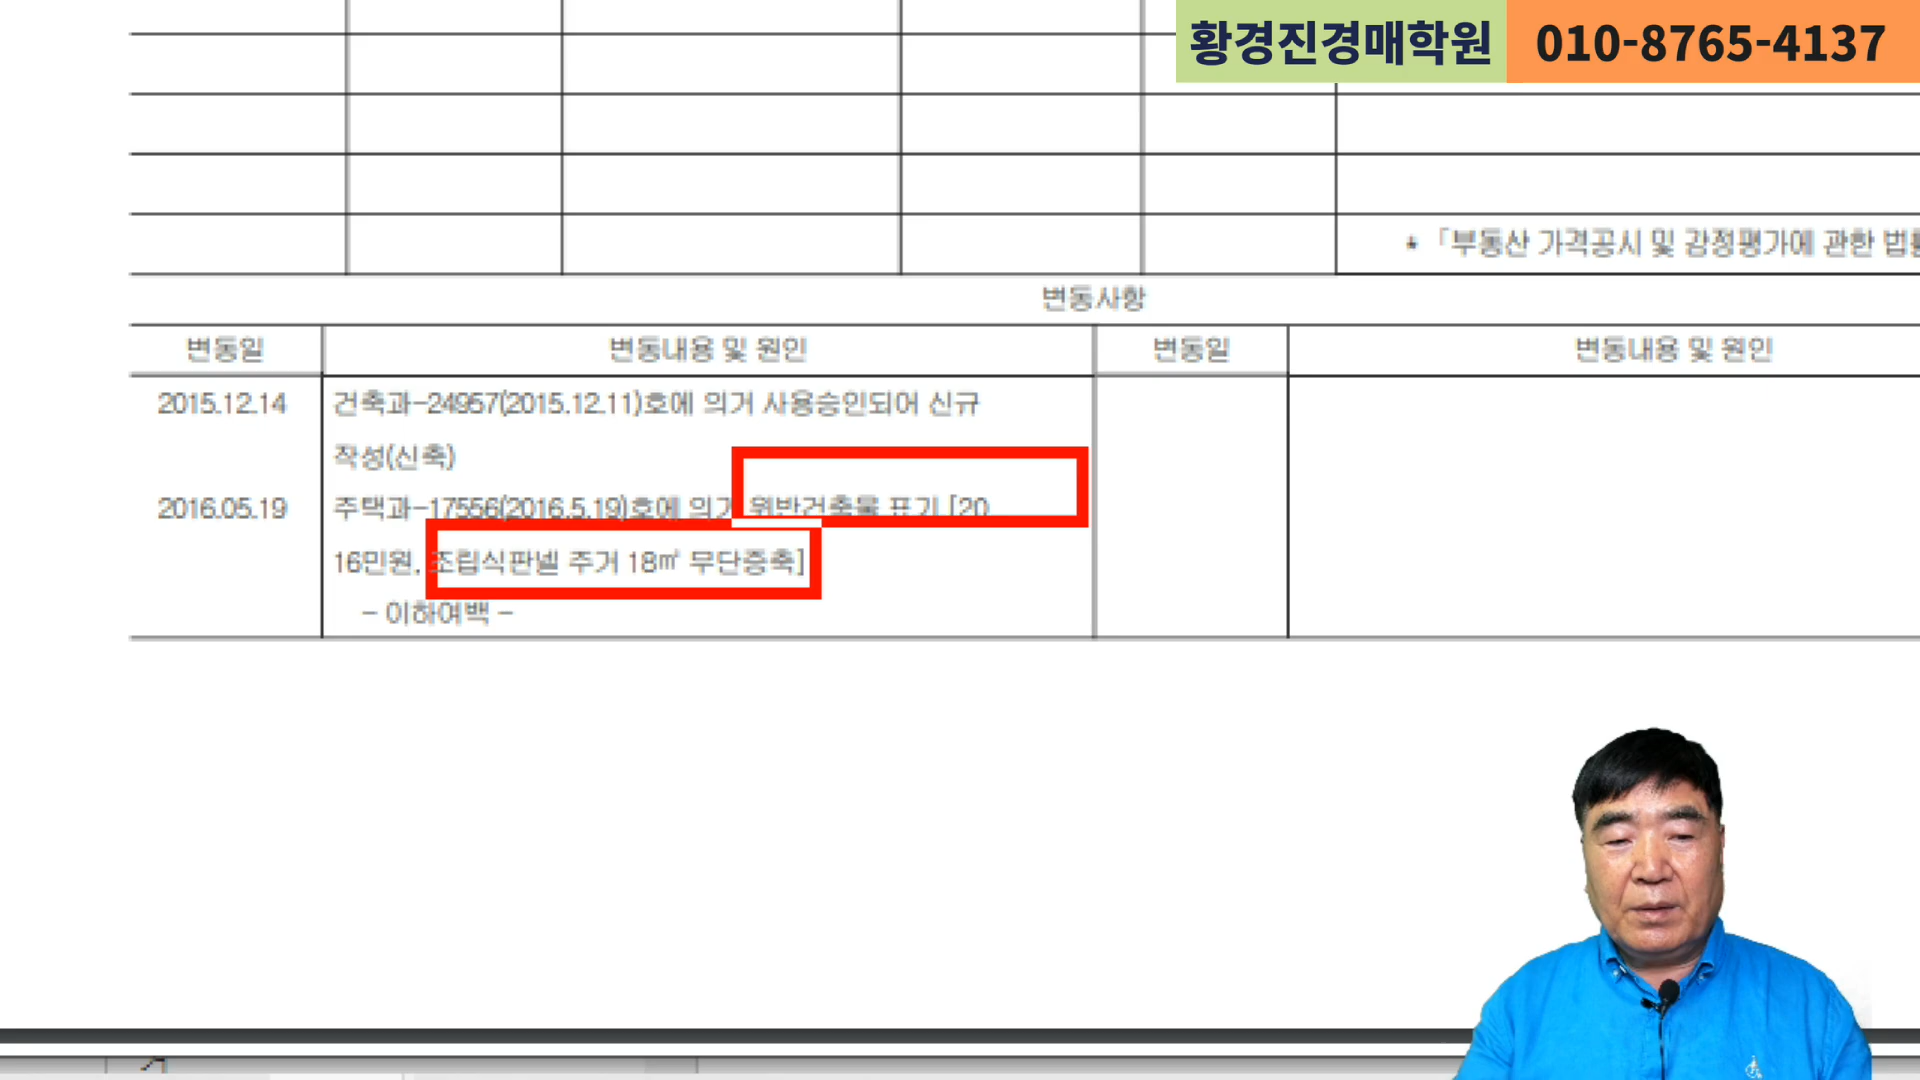 황경진경매학원 010-8765-4137
* 「부동산 가격공시 및 감정평가에 관한 법률
변동사항
변동일 변동내용 및 원인 변동일 변동내용 및 원인
2015.12.14 건축과-24957(2015.12.11)호에 의거 사용승인되어 신규
작성(신축)
2016.05.19 주택과-17556(2016.5.19)호에 의거 위반건축물 표기 [20
16민원, 조립식판넬 주거 18㎡ 무단증축]
- 이하여백 -